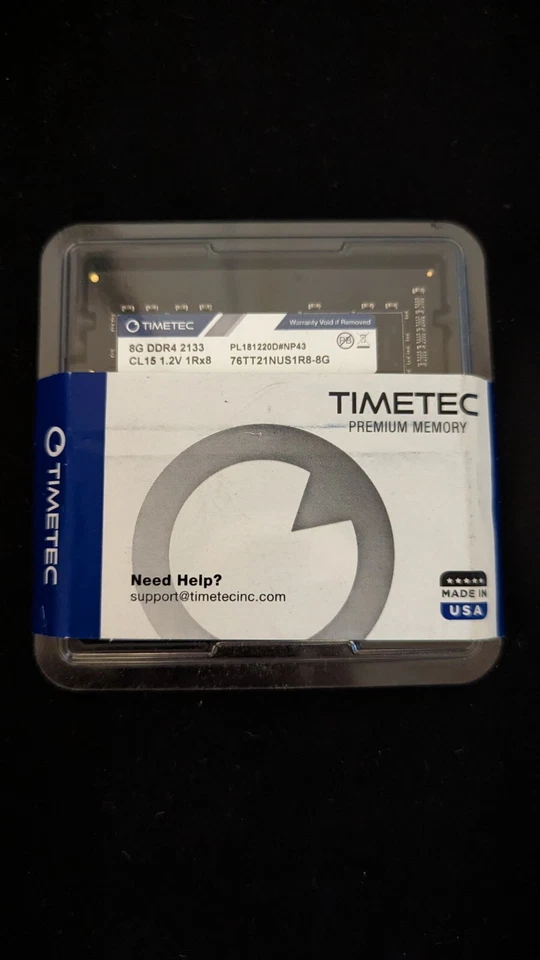 TIMETEC
Warranty Void if Removed
8G DDR4 2133
PL181220D#NP43
CL15 1.2V 1Rx8
76TT21NUS1R8-8G
TIMETEC
PREMIUM MEMORY
TIMETEC
Need Help?
support@timetecinc.com
MADE IN
USA